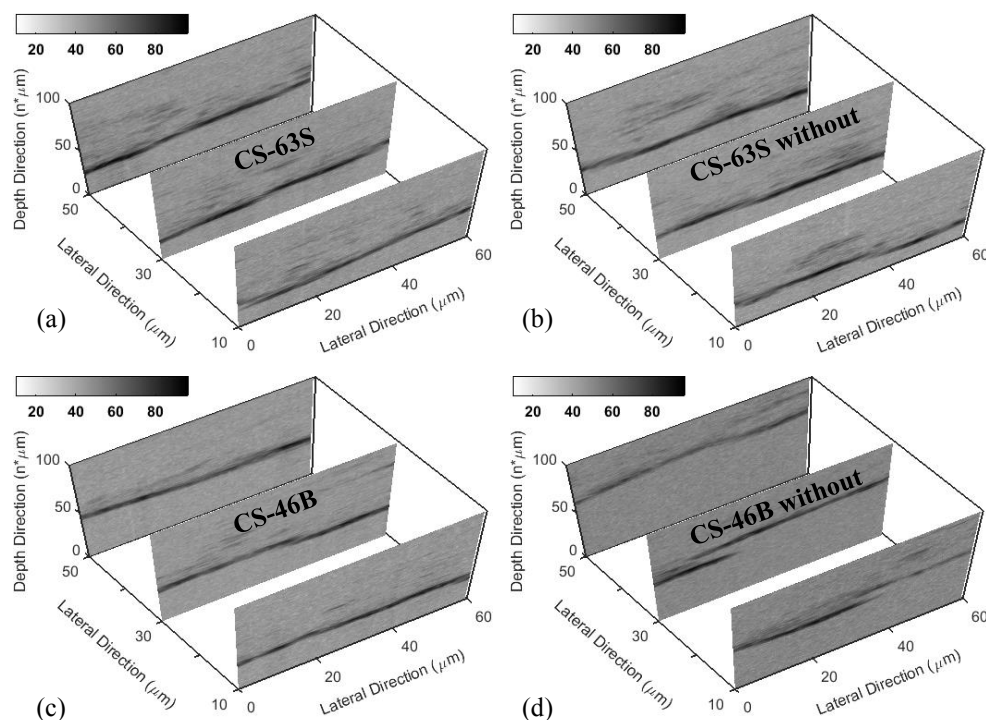 20 40 60 80
Depth Direction (n*μm)
100
50
0
50
30
10
Lateral Direction (μm)
0
20
40
60
Lateral Direction (μm)
CS-63S
(a)
20 40 60 80
Depth Direction (n*μm)
100
50
0
50
30
10
Lateral Direction (μm)
0
20
40
60
Lateral Direction (μm)
CS-63S without
(b)
20 40 60 80
Depth Direction (n*μm)
100
50
0
50
30
10
Lateral Direction (μm)
0
20
40
60
Lateral Direction (μm)
CS-46B
(c)
20 40 60 80
Depth Direction (n*μm)
100
50
0
50
30
10
Lateral Direction (μm)
0
20
40
60
Lateral Direction (μm)
CS-46B without
(d)